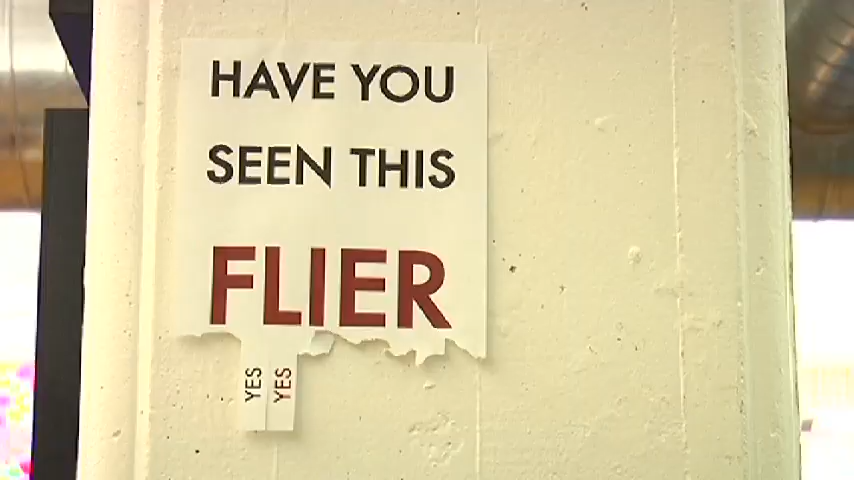 HAVE YOU
SEEN THIS
FLIER
YES
YES